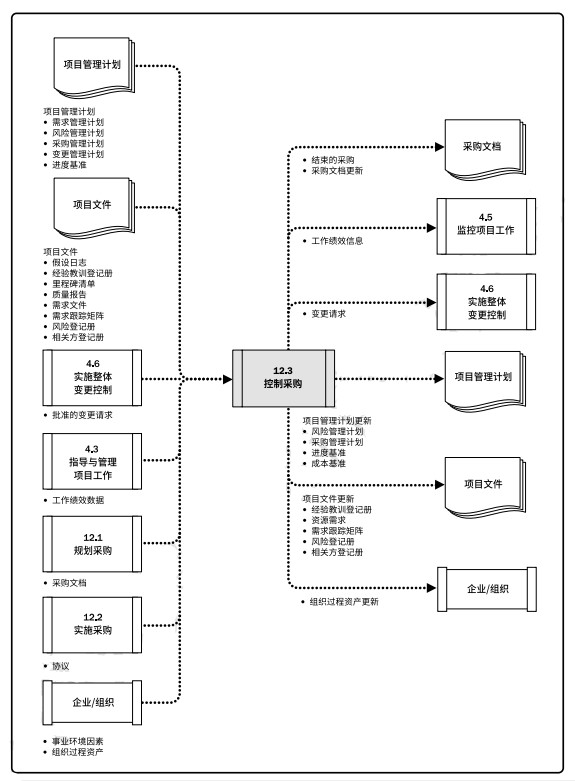 项目管理计划
项目管理计划
• 需求管理计划
• 风险管理计划
• 采购管理计划
• 变更管理计划
• 进度基准
项目文件
项目文件
• 假设日志
• 经验教训登记册
• 里程碑清单
• 质量报告
• 需求文件
• 需求跟踪矩阵
• 风险登记册
• 相关方登记册
4.6
实施整体
变更控制
• 批准的变更请求
4.3
指导与管理
项目工作
• 工作绩效数据
12.1
规划采购
• 采购文档
12.2
实施采购
• 协议
企业/组织
• 事业环境因素
• 组织过程资产
12.3
控制采购
• 结束的采购
• 采购文档更新
采购文档
• 工作绩效信息
4.5
监控项目工作
• 变更请求
4.6
实施整体
变更控制
项目管理计划
项目管理计划更新
• 风险管理计划
• 采购管理计划
• 进度基准
• 成本基准
项目文件
项目文件更新
• 经验教训登记册
• 资源需求
• 需求跟踪矩阵
• 风险登记册
• 相关方登记册
企业/组织
• 组织过程资产更新